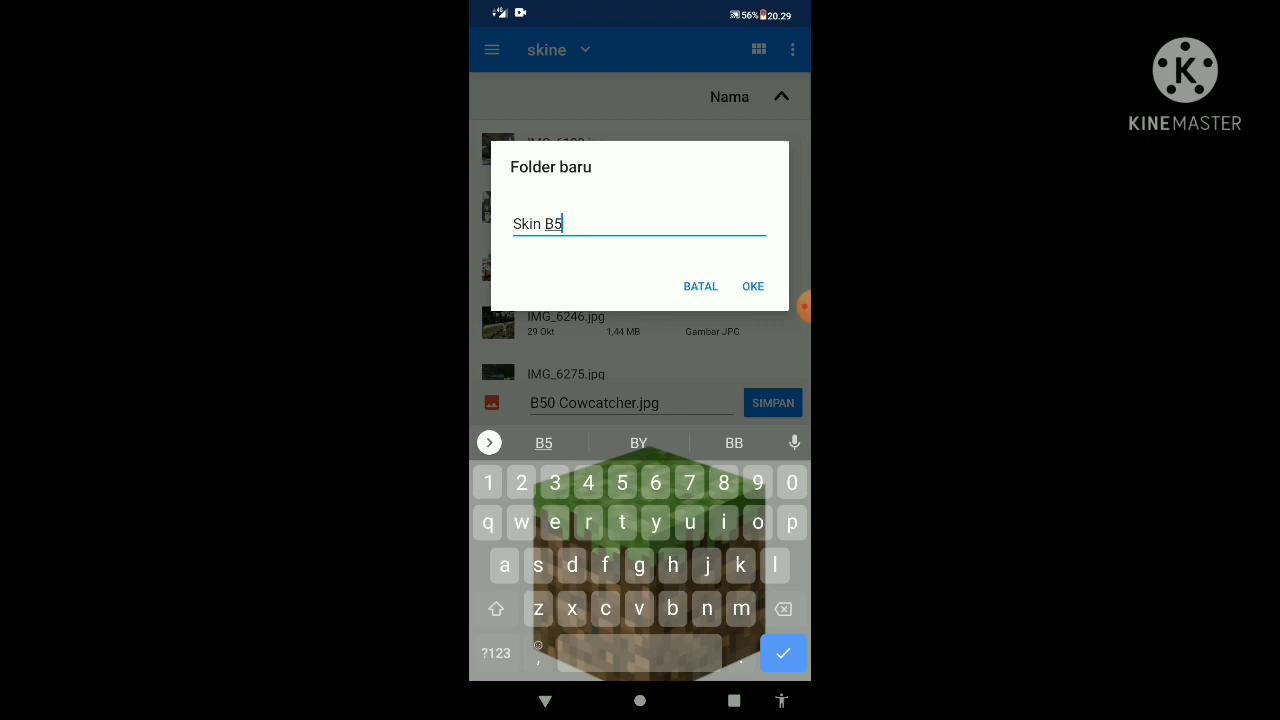 4G 56% 20.29
skine
Nama
Folder baru
Skin B5
BATAL OKE
IMG_6246.jpg
29 Okt 1,44 MB Gambar JPG
IMG_6275.jpg
B50 Cowcatcher.jpg SIMPAN
B5 BY BB
1 2 3 4 5 6 7 8 9 0
q w e r t y u i o p
a s d f g h j k l
z x c v b n m
?123 , .
K
KINEMASTER